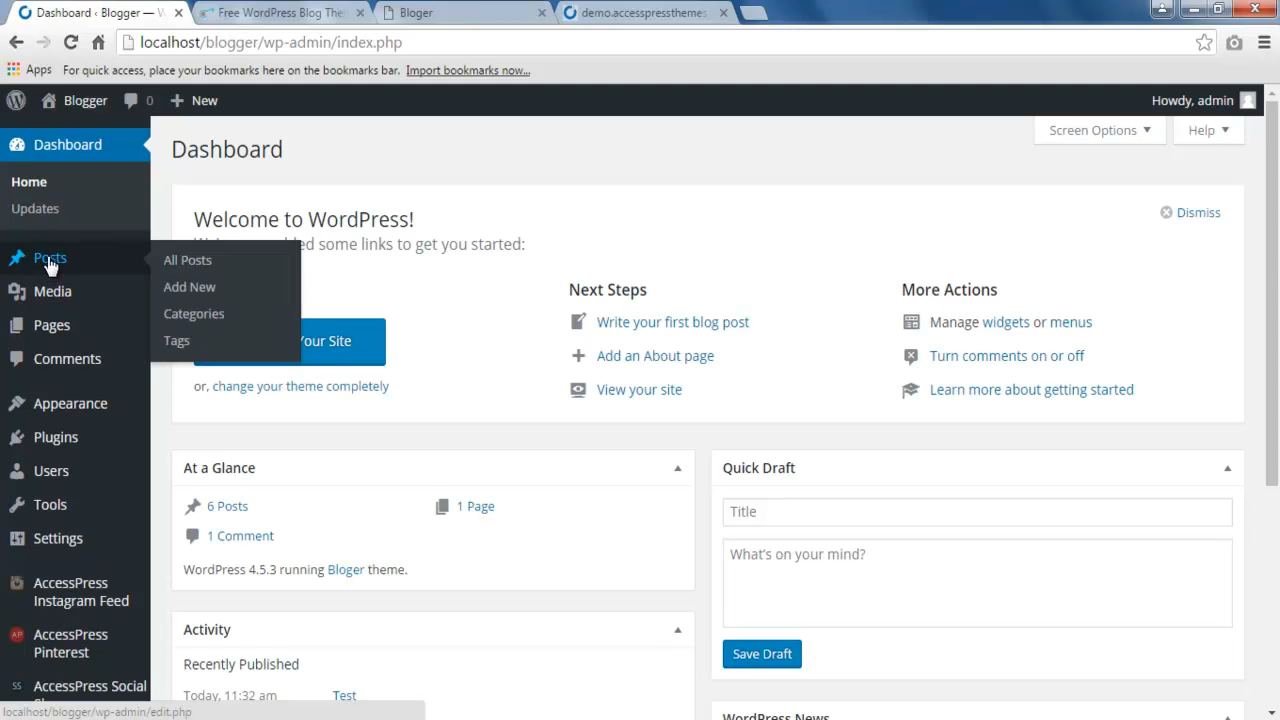 Dashboard ‹ Blogger — W
Free WordPress Blog The
Bloger
demo.accesspressthemes
localhost/blogger/wp-admin/index.php
Apps For quick access, place your bookmarks here on the bookmarks bar. Import bookmarks now...
Blogger 0 New Howdy, admin
Screen Options Help
Dashboard
Home
Updates
Posts
Media
Pages
Comments
Appearance
Plugins
Users
Tools
Settings
AccessPress
Instagram Feed
AccessPress
Pinterest
AccessPress Social
All Posts
Add New
Categories
Tags
Dashboard
Welcome to WordPress!
some links to get you started:
Dismiss
Your Site
or, change your theme completely
Next Steps
Write your first blog post
Add an About page
View your site
More Actions
Manage widgets or menus
Turn comments on or off
Learn more about getting started
At a Glance
6 Posts
1 Page
1 Comment
WordPress 4.5.3 running Bloger theme.
Activity
Recently Published
Today, 11:32 am Test
Quick Draft
Title
What's on your mind?
Save Draft
WordPress News
localhost/blogger/wp-admin/edit.php